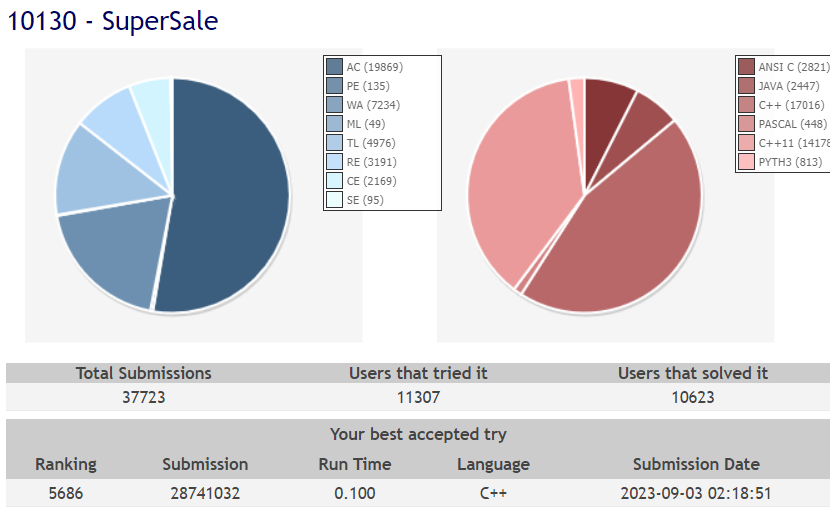 10130 - SuperSale
AC (19869)
PE (135)
WA (7234)
ML (49)
TL (4976)
RE (3191)
CE (2169)
SE (95)
ANSI C (2821)
JAVA (2447)
C++ (17016)
PASCAL (448)
C++11 (14178
PYTH3 (813)
Total Submissions Users that tried it Users that solved it
37723 11307 10623
Your best accepted try
Ranking Submission Run Time Language Submission Date
5686 28741032 0.100 C++ 2023-09-03 02:18:51